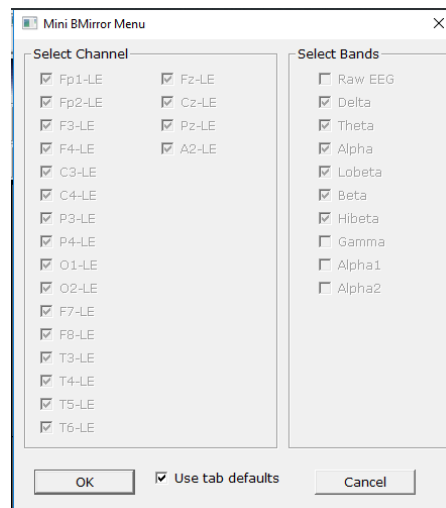 Mini BMirror Menu
Select Channel
Fp1-LE
Fp2-LE
F3-LE
F4-LE
C3-LE
C4-LE
P3-LE
P4-LE
O1-LE
O2-LE
F7-LE
F8-LE
T3-LE
T4-LE
T5-LE
T6-LE
Fz-LE
Cz-LE
Pz-LE
A2-LE
Select Bands
Raw EEG
Delta
Theta
Alpha
Lobeta
Beta
Hibeta
Gamma
Alpha1
Alpha2
OK
Use tab defaults
Cancel